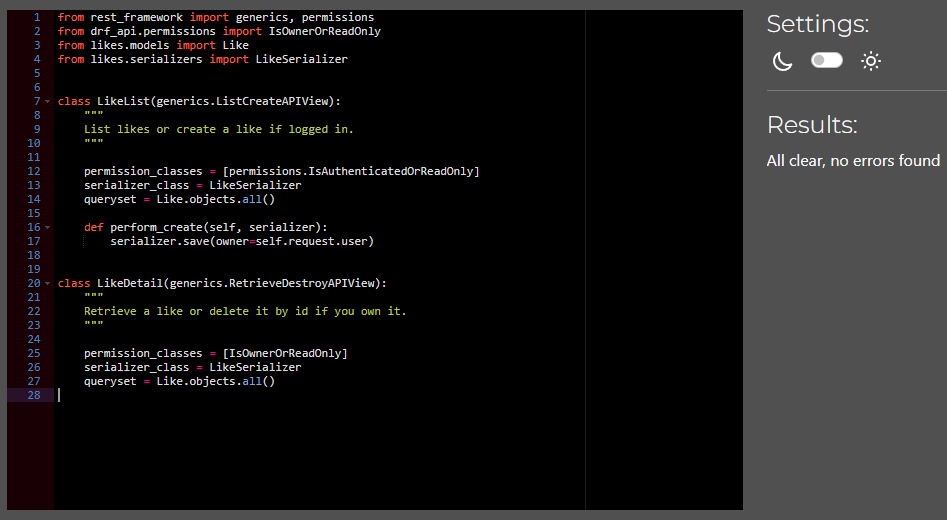 1 from rest_framework import generics, permissions
2 from drf_api.permissions import IsOwnerOrReadOnly
3 from likes.models import Like
4 from likes.serializers import LikeSerializer
5
6
7 class LikeList(generics.ListCreateAPIView):
8     """
9     List likes or create a like if logged in.
10     """
11
12     permission_classes = [permissions.IsAuthenticatedOrReadOnly]
13     serializer_class = LikeSerializer
14     queryset = Like.objects.all()
15
16     def perform_create(self, serializer):
17         serializer.save(owner=self.request.user)
18
19
20 class LikeDetail(generics.RetrieveDestroyAPIView):
21     """
22     Retrieve a like or delete it by id if you own it.
23     """
24
25     permission_classes = [IsOwnerOrReadOnly]
26     serializer_class = LikeSerializer
27     queryset = Like.objects.all()
28
Settings:
Results:
All clear, no errors found